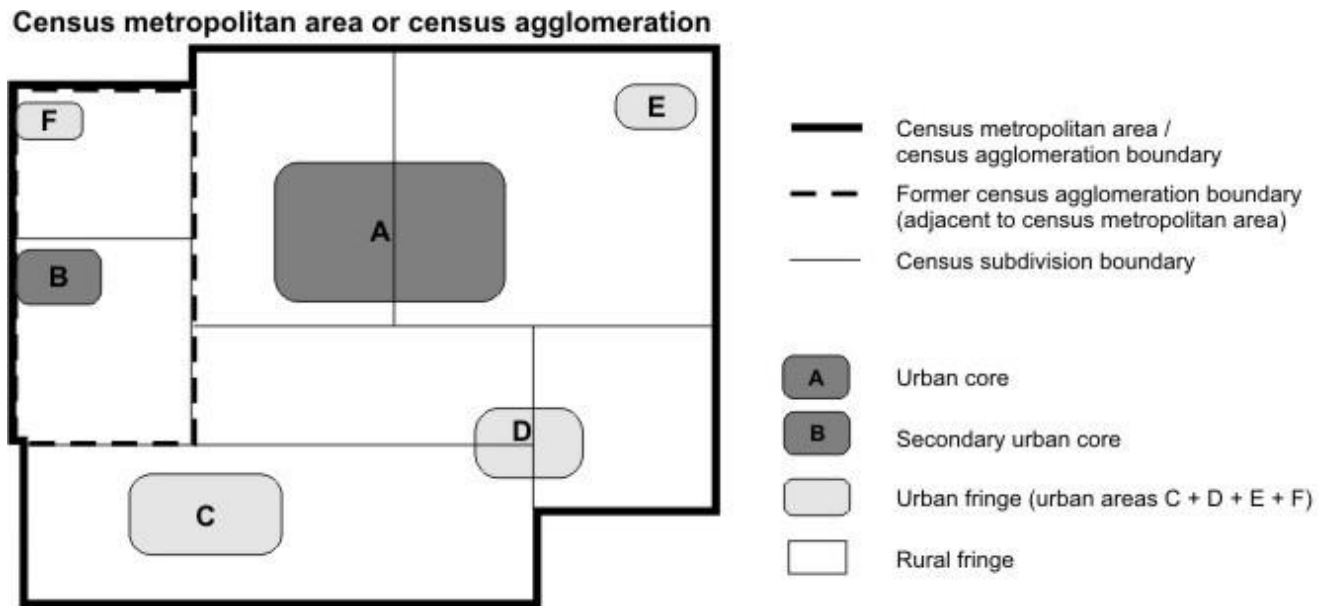 Census metropolitan area or census agglomeration
F
E
A
B
D
C
Census metropolitan area /
census agglomeration boundary
Former census agglomeration boundary
(adjacent to census metropolitan area)
Census subdivision boundary
A
Urban core
B
Secondary urban core
Urban fringe (urban areas C + D + E + F)
Rural fringe